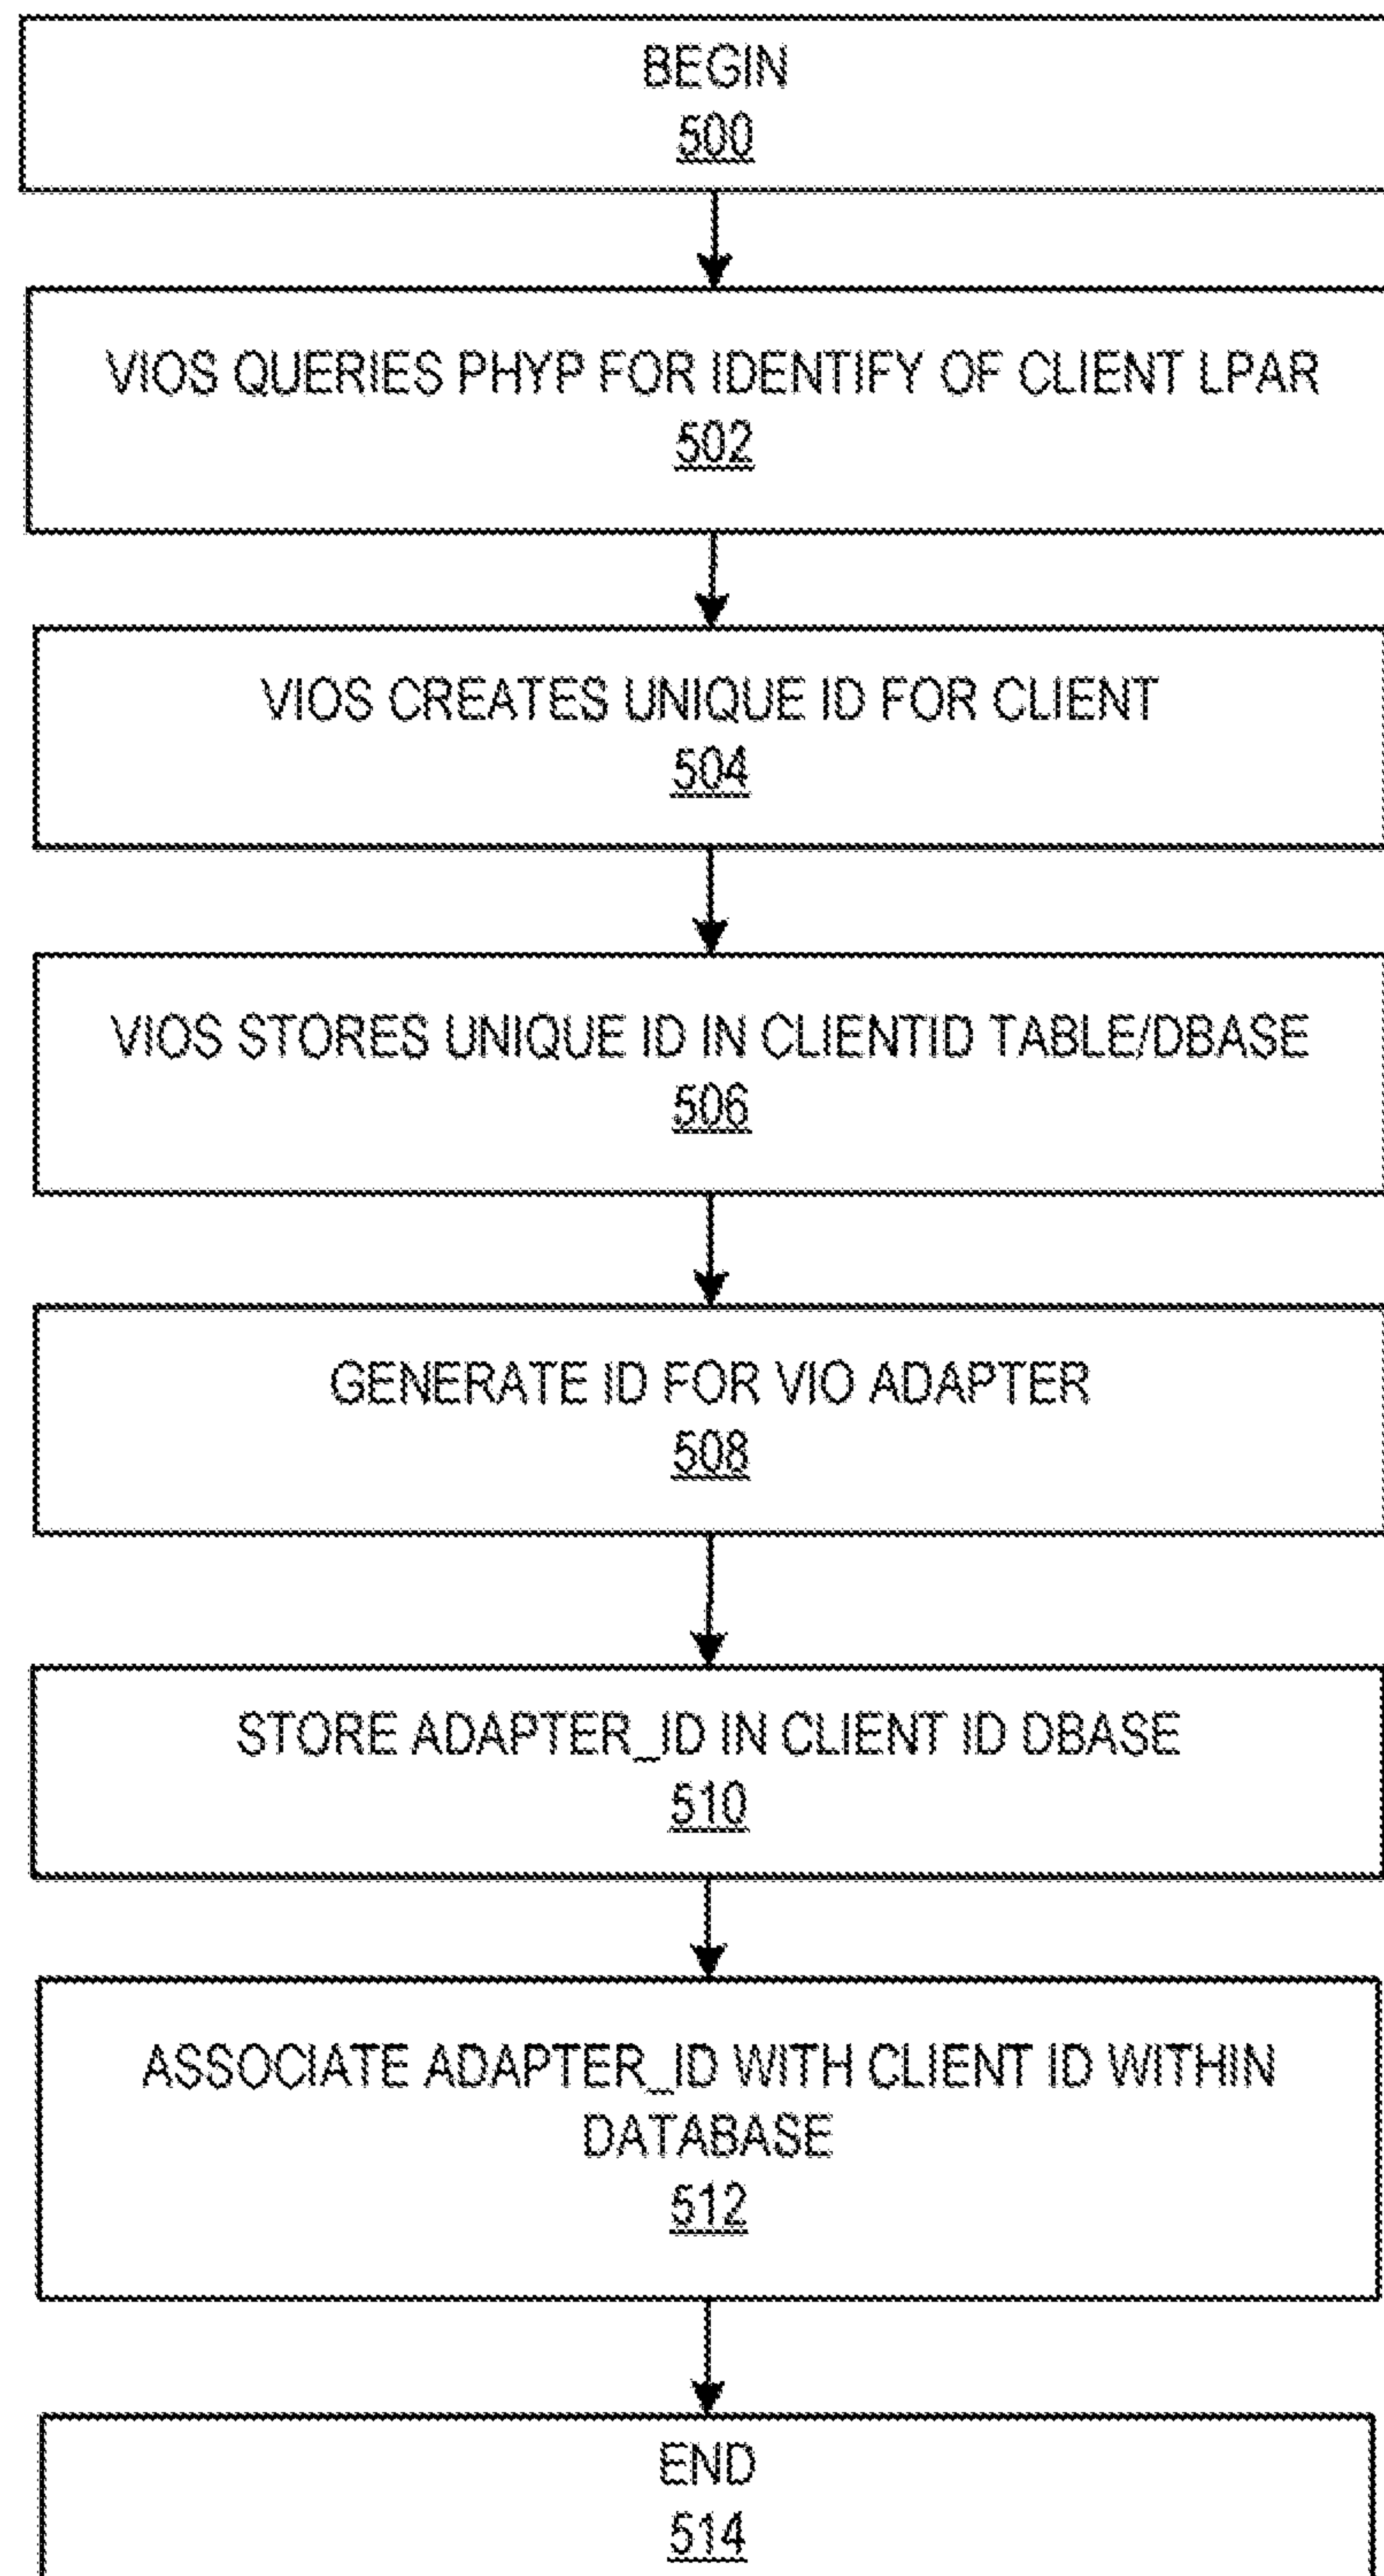 BEGIN
500
VIOS QUERIES PHYP FOR IDENTIFY OF CLIENT LPAR
502
VIOS CREATES UNIQUE ID FOR CLIENT
504
VIOS STORES UNIQUE ID IN CLIENTID TABLE/DBASE
506
GENERATE ID FOR VIO ADAPTER
508
STORE ADAPTER_ID IN CLIENT ID DBASE
510
ASSOCIATE ADAPTER_ID WITH CLIENT ID WITHIN
DATABASE
512
END
514